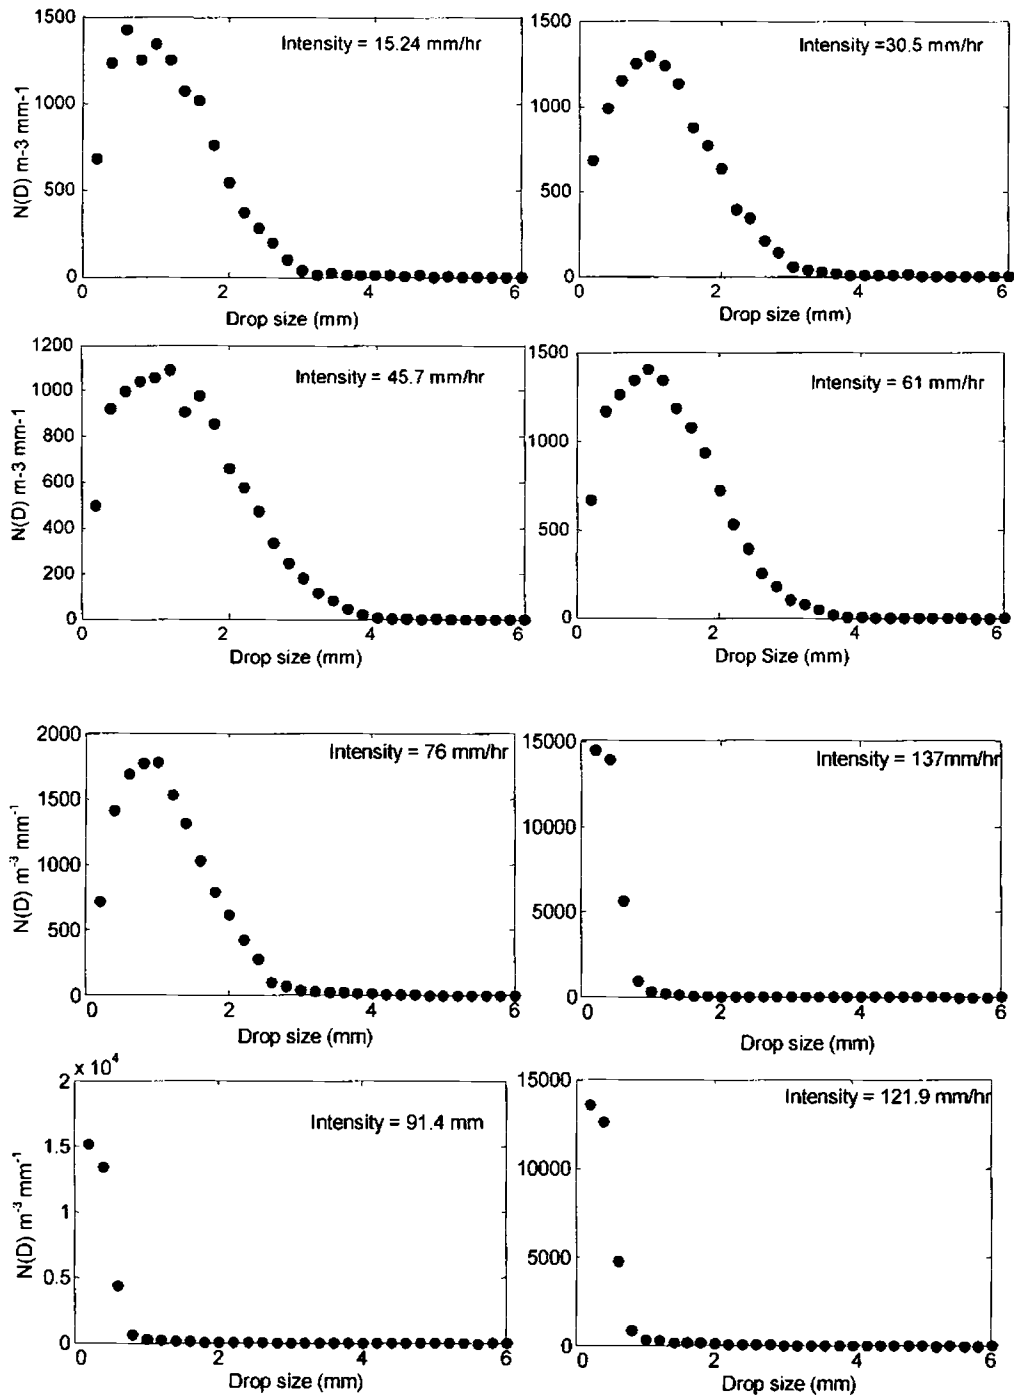 1500
1000
500
0
N(D) m-3 mm-1
Intensity = 15.24 mm/hr
0 2 4 6
Drop size (mm)
1500
1000
500
0
Intensity =30.5 mm/hr
0 2 4 6
Drop size (mm)
1200
1000
800
600
400
200
0
N(D) m-3 mm-1
Intensity = 45.7 mm/hr
0 2 4 6
Drop size (mm)
1500
1000
500
0
Intensity = 61 mm/hr
0 2 4 6
Drop Size (mm)
2000
1500
1000
500
0
N(D) m-3 mm-1
Intensity = 76 mm/hr
0 2 4 6
Drop size (mm)
15000
10000
5000
0
Intensity = 137mm/hr
0 2 4 6
Drop size (mm)
x 10^4
2
1.5
1
0.5
0
N(D) m-3 mm-1
Intensity = 91.4 mm
0 2 4 6
Drop size (mm)
15000
10000
5000
0
Intensity = 121.9 mm/hr
0 2 4 6
Drop size (mm)